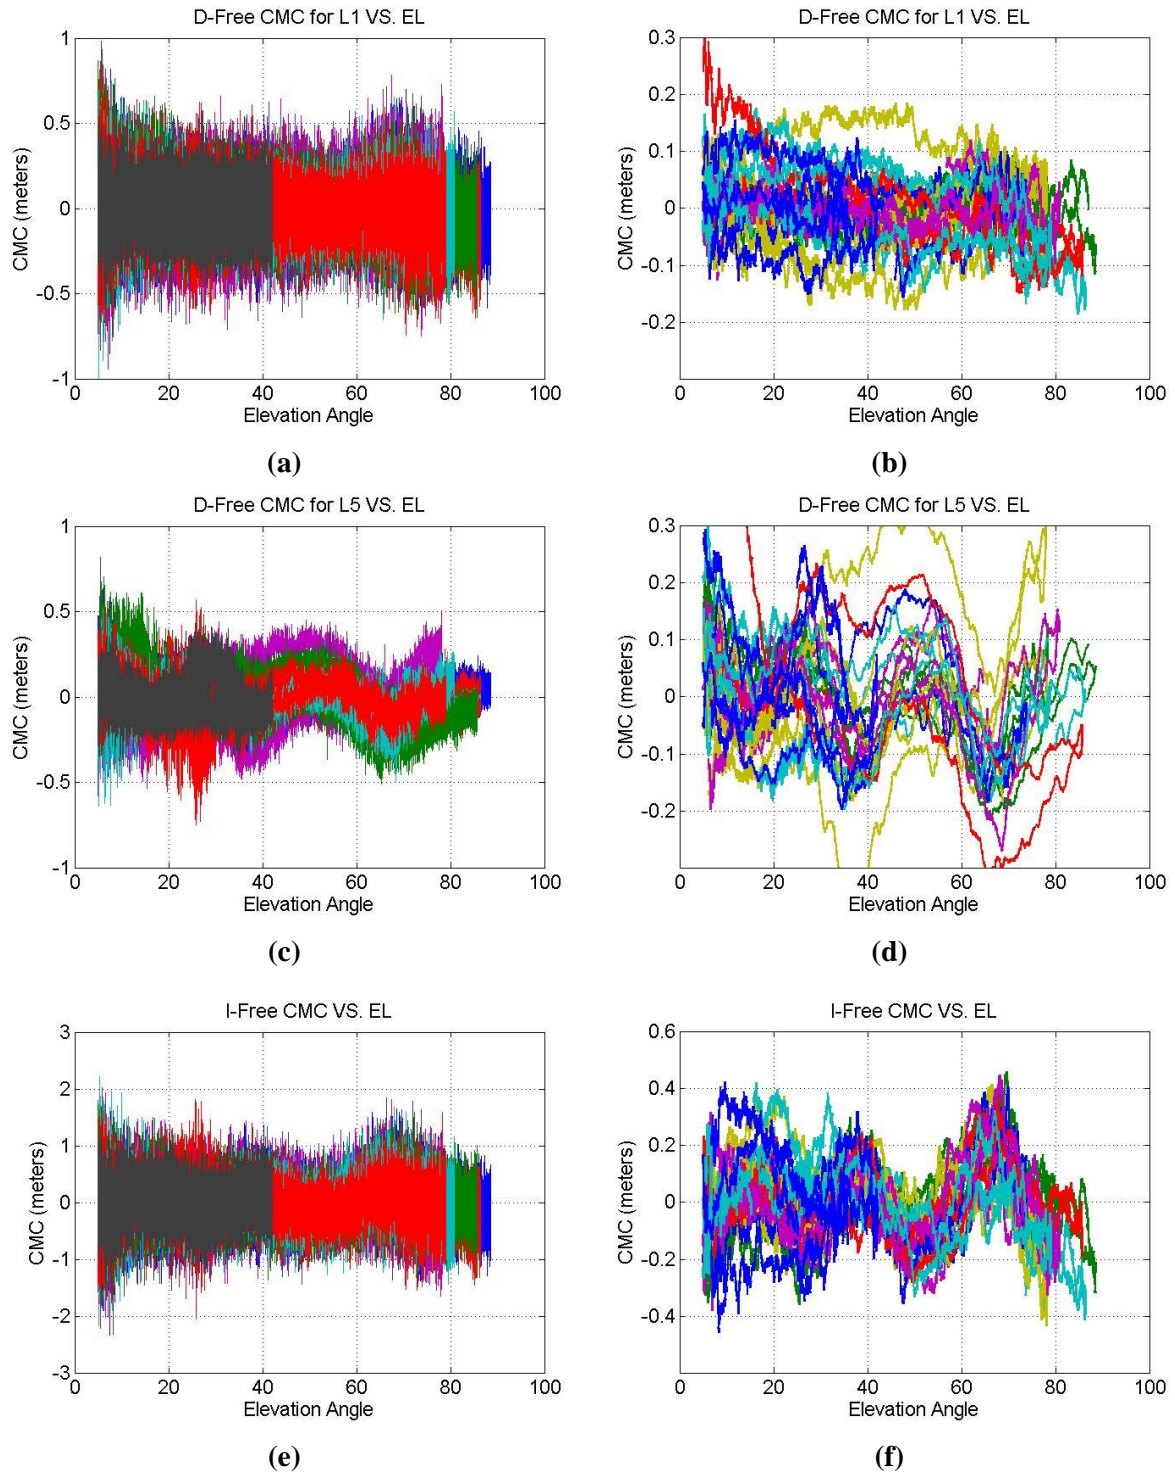 D-Free CMC for L1 VS. EL
CMC (meters)
1
0.5
0
-0.5
-1
0 20 40 60 80 100
Elevation Angle
(a)
D-Free CMC for L1 VS. EL
CMC (meters)
0.3
0.2
0.1
0
-0.1
-0.2
0 20 40 60 80 100
Elevation Angle
(b)
D-Free CMC for L5 VS. EL
CMC (meters)
1
0.5
0
-0.5
-1
0 20 40 60 80 100
Elevation Angle
(c)
D-Free CMC for L5 VS. EL
CMC (meters)
0.3
0.2
0.1
0
-0.1
-0.2
0 20 40 60 80 100
Elevation Angle
(d)
I-Free CMC VS. EL
CMC (meters)
3
2
1
0
-1
-2
-3
0 20 40 60 80 100
Elevation Angle
(e)
I-Free CMC VS. EL
CMC (meters)
0.6
0.4
0.2
0
-0.2
-0.4
0 20 40 60 80 100
Elevation Angle
(f)